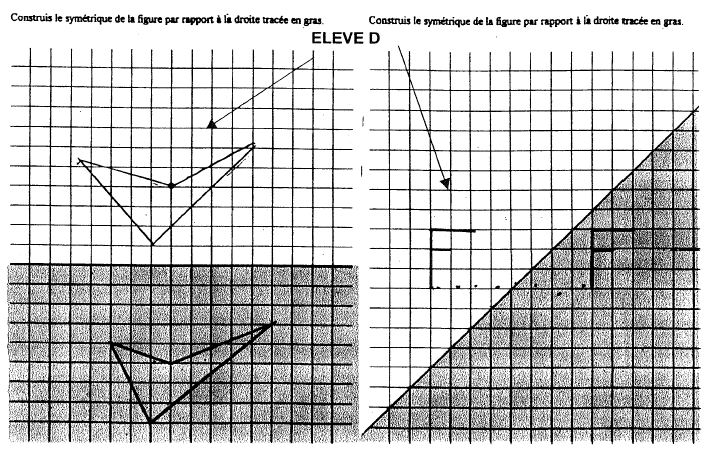 Construis le symétrique de la figure par rapport à la droite tracée en gras.
Construis le symétrique de la figure par rapport à la droite tracée en gras.
ELEVE D